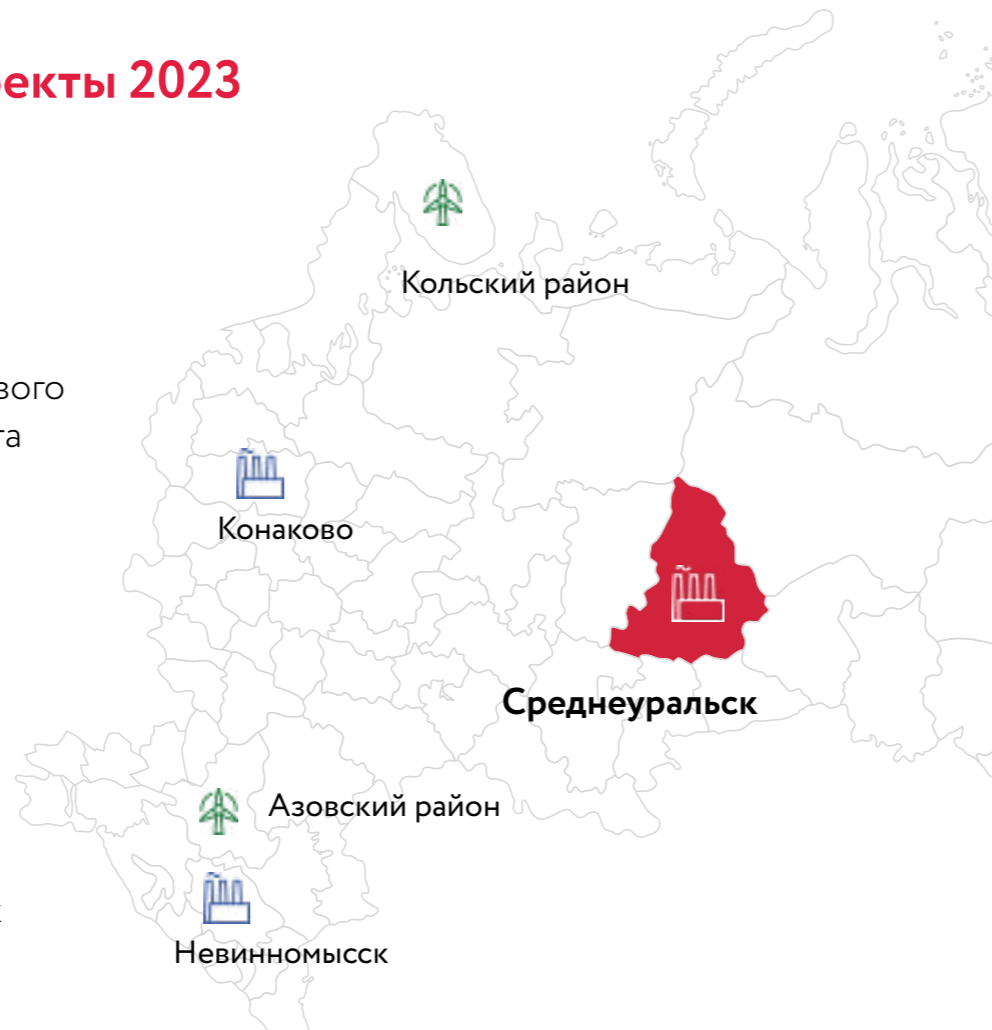 екты 2023
Кольский район
вого
та
Конаково
Среднеуральск
Азовский район
Невинномысск